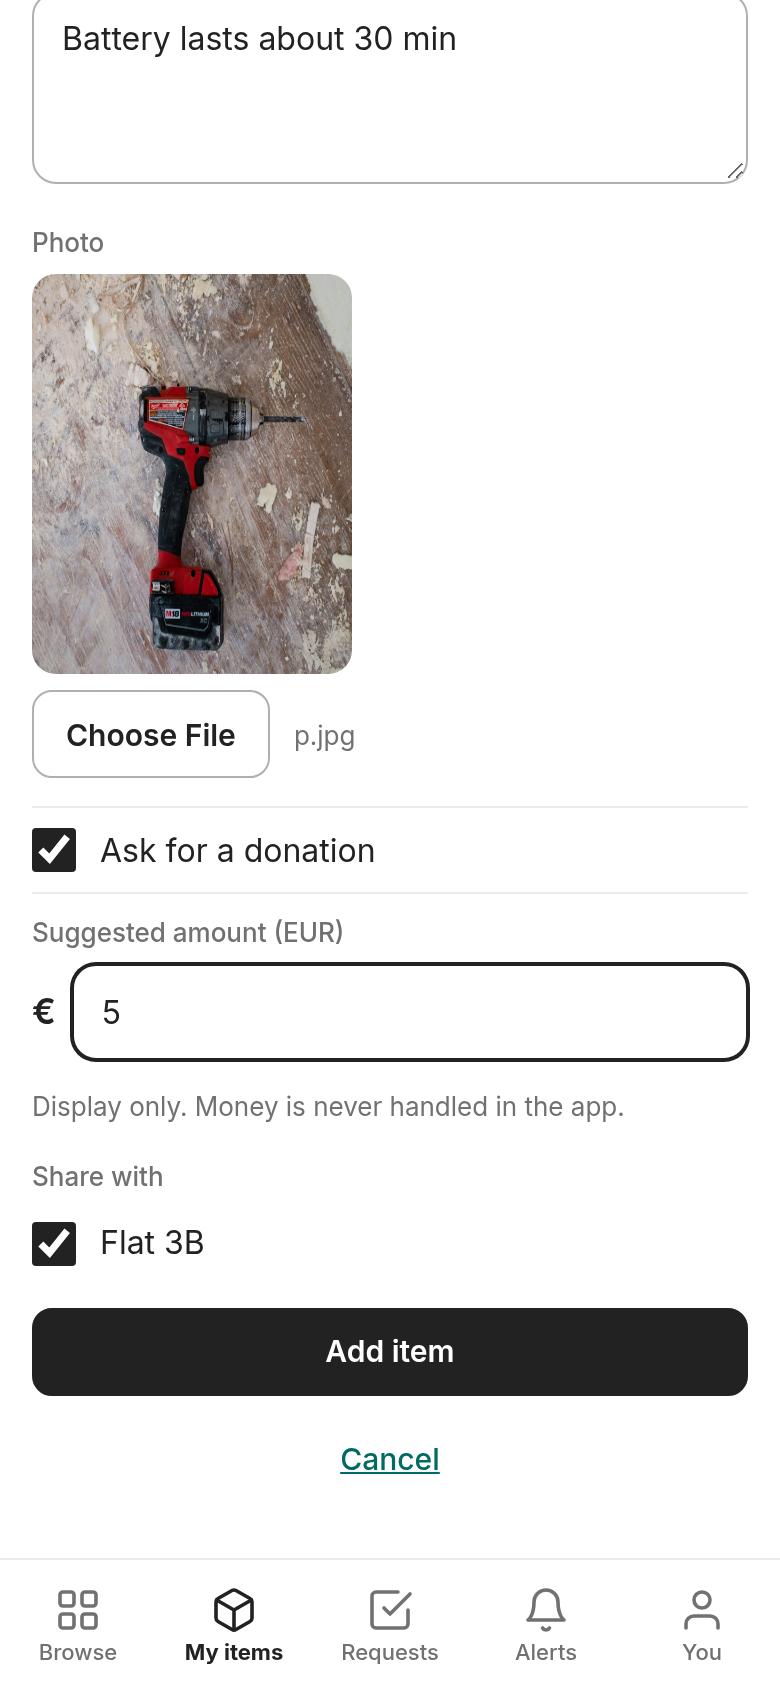 Battery lasts about 30 min
Photo
M18
LITHIUM
Choose File
p.jpg
Ask for a donation
Suggested amount (EUR)
€
5
Display only. Money is never handled in the app.
Share with
Flat 3B
Add item
Cancel
Browse
My items
Requests
Alerts
You